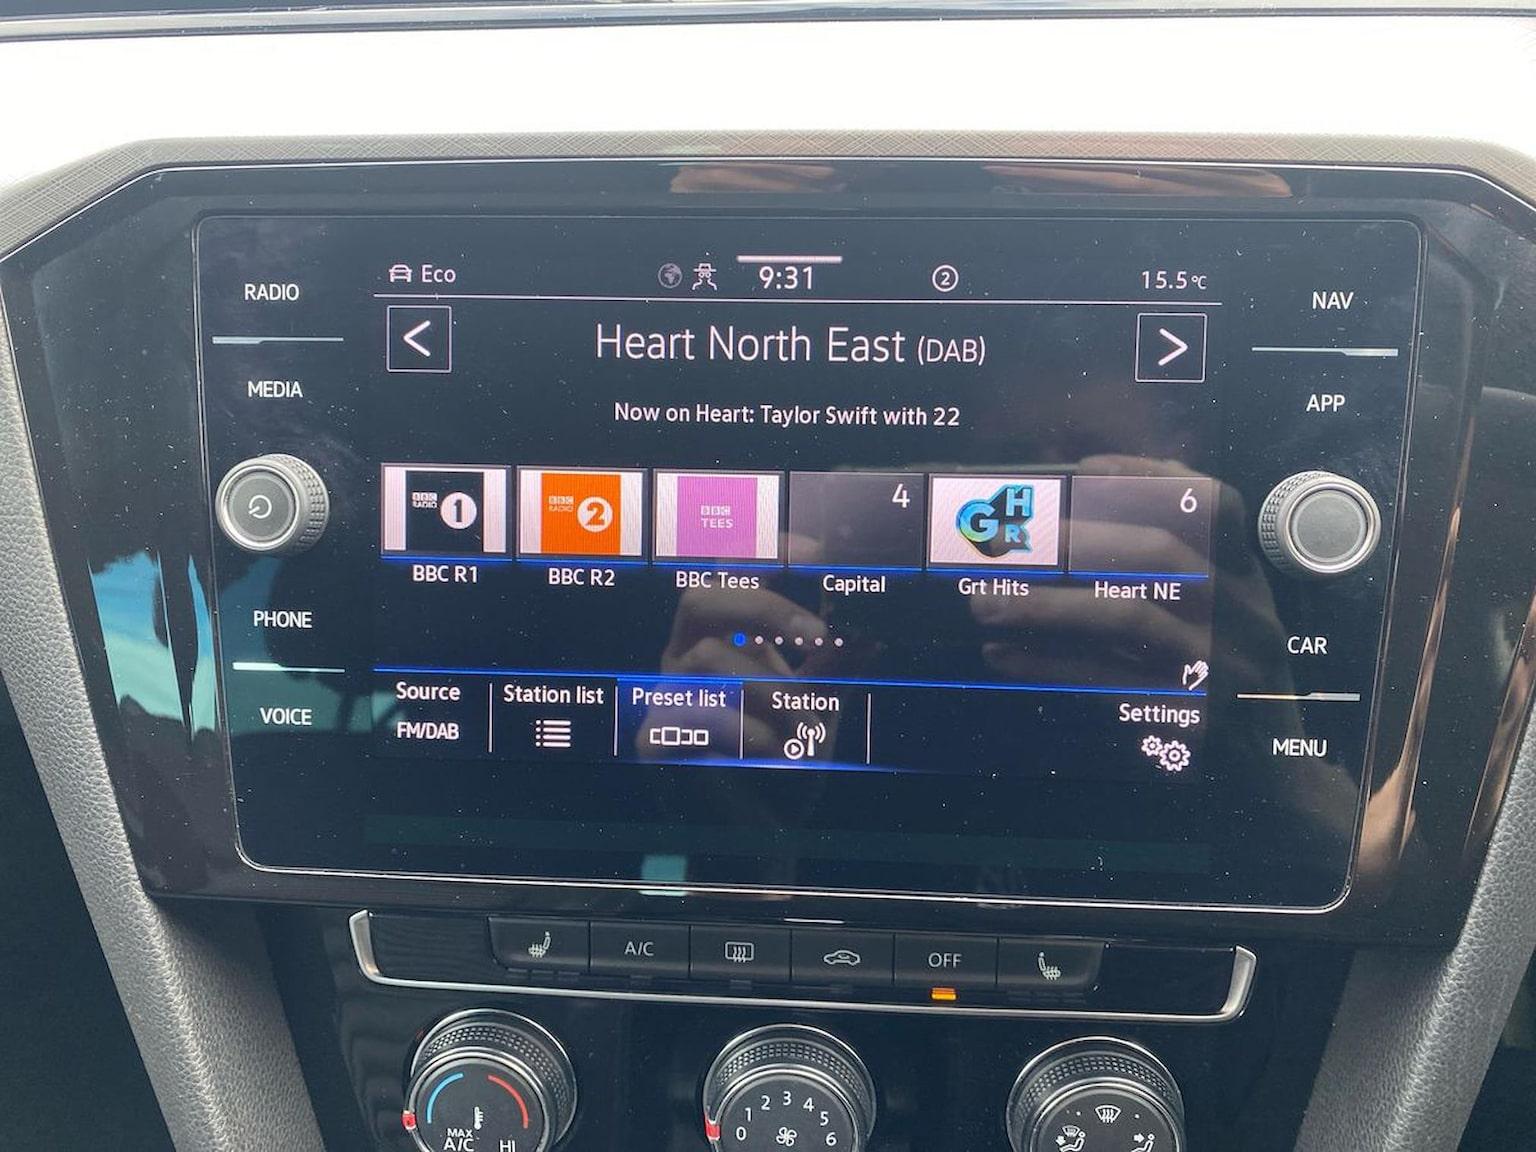 RADIO
MEDIA
PHONE
VOICE
Eco
9:31
2
15.5°C
<
Heart North East (DAB)
>
Now on Heart: Taylor Swift with 22
BBC RADIO 1
BBC RADIO 2
BBC TEES
4
GHR
6
BBC R1
BBC R2
BBC Tees
Capital
Grt Hits
Heart NE
Source
FM/DAB
Station list
Preset list
Station
Settings
NAV
APP
CAR
MENU
A/C
OFF
MAX
A/C
HI
0 1 2 3 4 5 6